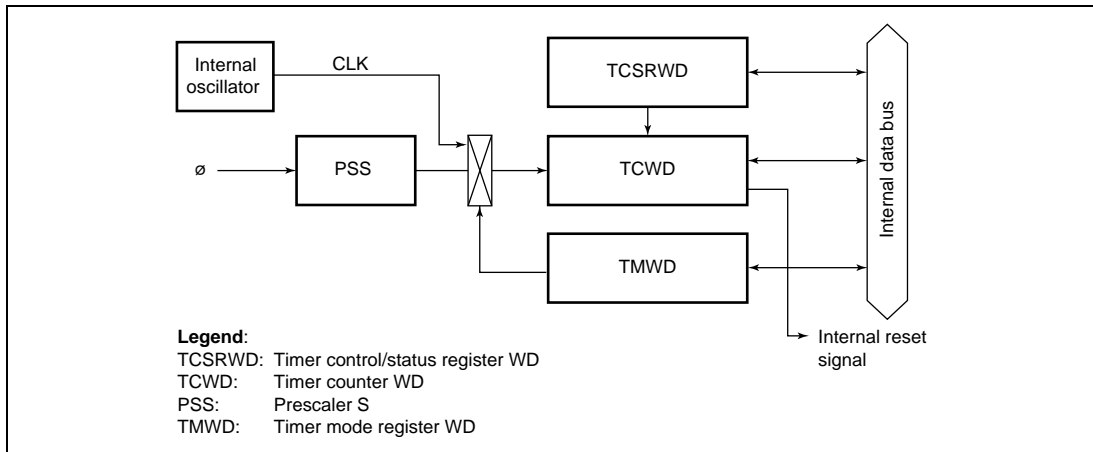 Internal
oscillator
CLK
TCSRWD
ø
PSS
TCWD
TMWD
Internal data bus
Internal reset
signal
Legend:
TCSRWD: Timer control/status register WD
TCWD: Timer counter WD
PSS: Prescaler S
TMWD: Timer mode register WD